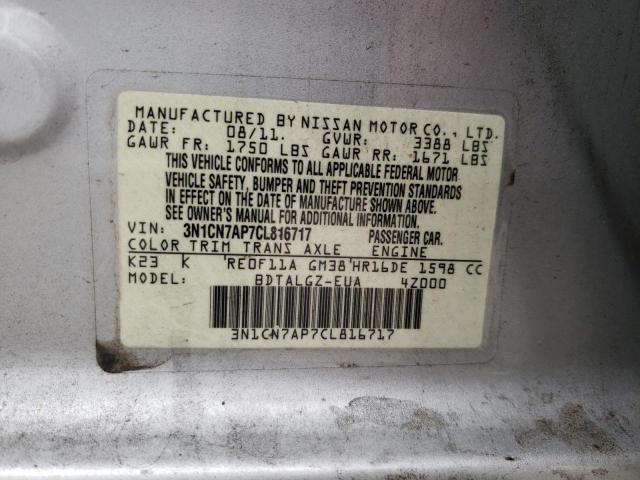 MANUFACTURED BY NISSAN MOTOR CO., LTD.
DATE: 08/11. GVWR: 3388 LBS
GAWR FR: 1750 LBS GAWR RR: 1671 LBS
THIS VEHICLE CONFORMS TO ALL APPLICABLE FEDERAL MOTOR
VEHICLE SAFETY, BUMPER AND THEFT PREVENTION STANDARDS
IN EFFECT ON THE DATE OF MANUFACTURE SHOWN ABOVE.
SEE OWNER'S MANUAL FOR ADDITIONAL INFORMATION.
VIN: 3N1CN7AP7CL816717 PASSENGER CAR.
COLOR TRIM TRANS AXLE ENGINE
K23 K 'RE0F11A GM38'HR16DE 1598 CC
MODEL: BDTALGZ-EUA 4Z000
3N1CN7AP7CL816717